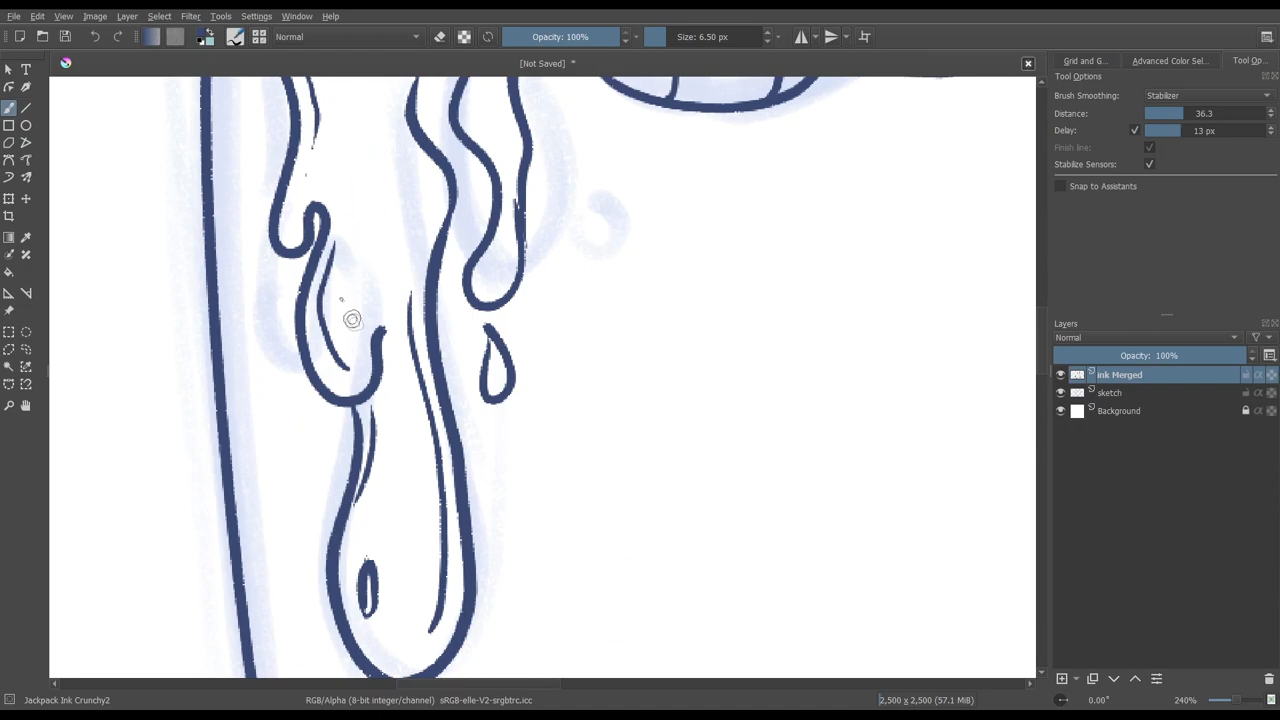 File Edit View Image Layer Select Filter Tools Settings Window Help
Normal Opacity: 100% Size: 6.50 px
[Not Saved] *
Grid and G... Advanced Color Sel... Tool Op...
Tool Options
Brush Smoothing: Stabilizer
Distance: 36.3
Delay: 13 px
Finish line:
Stabilize Sensors:
Snap to Assistants
Layers
Normal
Opacity: 100%
ink Merged
sketch
Background
Jackpack Ink Crunchy2 RGB/Alpha (8-bit integer/channel) sRGB-elle-V2-srgbtrc.icc 2,500 x 2,500 (57.1 MiB) 0.00° 240%